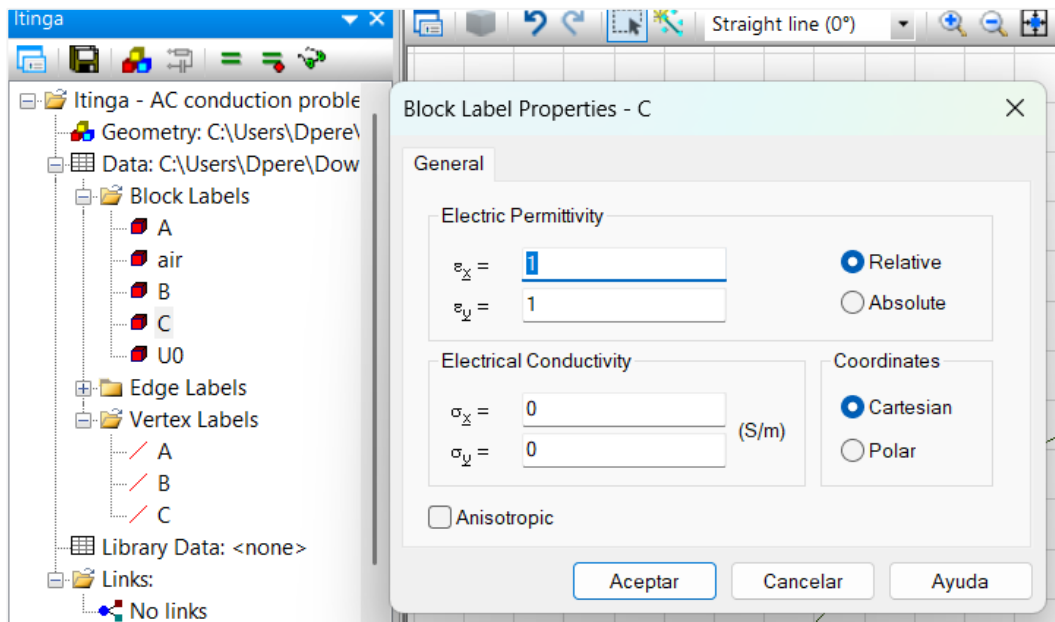 Itinga
Straight line (0°)
Itinga - AC conduction proble
Geometry: C:\Users\Dpere\
Data: C:\Users\Dpere\Dow
Block Labels
A
air
B
C
U0
Edge Labels
Vertex Labels
A
B
C
Library Data: <none>
Links:
No links
Block Label Properties - C
General
Electric Permittivity
εx = 1
εy = 1
Relative
Absolute
Electrical Conductivity
σx = 0
σy = 0
(S/m)
Coordinates
Cartesian
Polar
Anisotropic
Aceptar
Cancelar
Ayuda